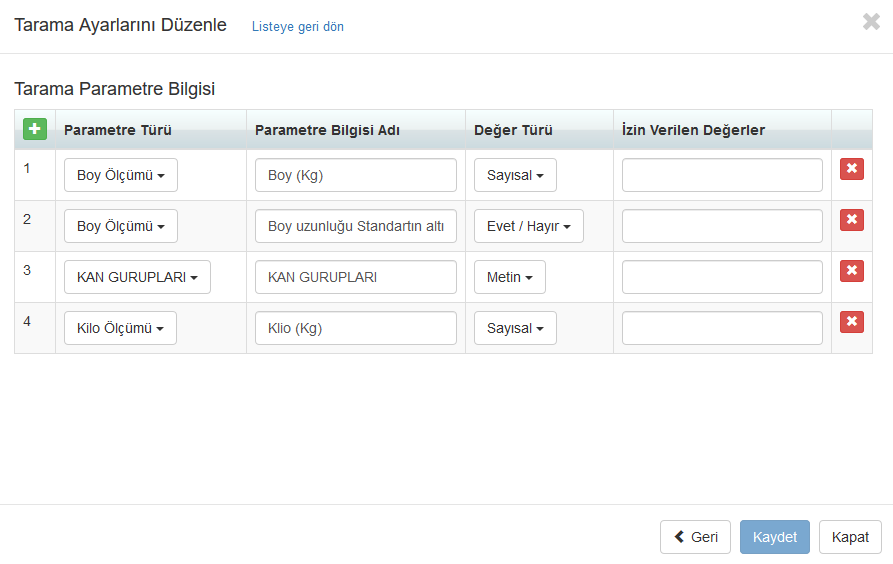 Tarama Ayarlarını Düzenle Listeye geri dön
Tarama Parametre Bilgisi
Parametre Türü Parametre Bilgisi Adı Değer Türü İzin Verilen Değerler
1 Boy Ölçümü Boy (Kg) Sayısal
2 Boy Ölçümü Boy uzunluğu Standartın altı Evet / Hayır
3 KAN GURUPLARI KAN GURUPLARI Metin
4 Kilo Ölçümü Klio (Kg) Sayısal
Geri Kaydet Kapat